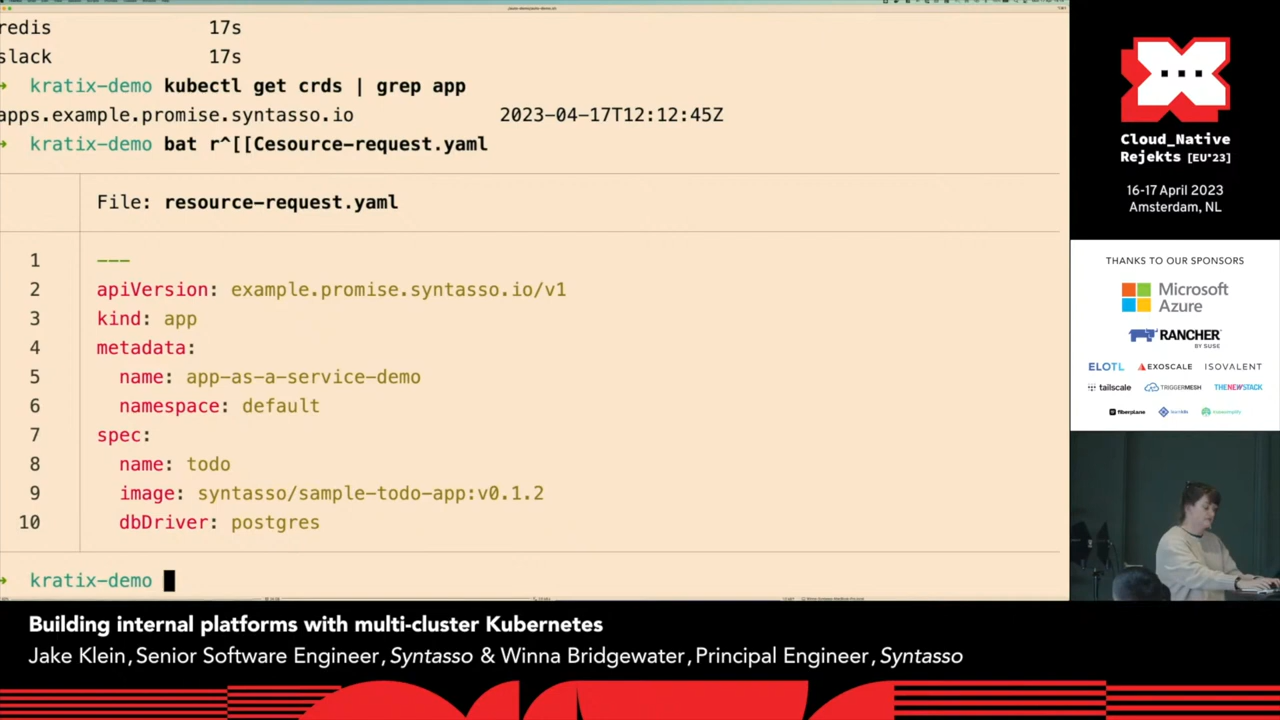 redis 17s
slack 17s
kratix-demo kubectl get crds | grep app
apps.example.promise.syntasso.io 2023-04-17T12:12:45Z
kratix-demo bat r^[[Cesource-request.yaml
File: resource-request.yaml
1 ---
2 apiVersion: example.promise.syntasso.io/v1
3 kind: app
4 metadata:
5 name: app-as-a-service-demo
6 namespace: default
7 spec:
8 name: todo
9 image: syntasso/sample-todo-app:v0.1.2
10 dbDriver: postgres
kratix-demo
Cloud_Native
Rejekts [EU*23]
16-17 April 2023
Amsterdam, NL
THANKS TO OUR SPONSORS
Microsoft
Azure
RANCHER
BY SUSE
ELOTL EXOSCALE ISOVALENT
tailscale TRIGGERMESH THENEWSTACK
fiberplane
Building internal platforms with multi-cluster Kubernetes
Jake Klein, Senior Software Engineer, Syntasso & Winna Bridgewater, Principal Engineer, Syntasso